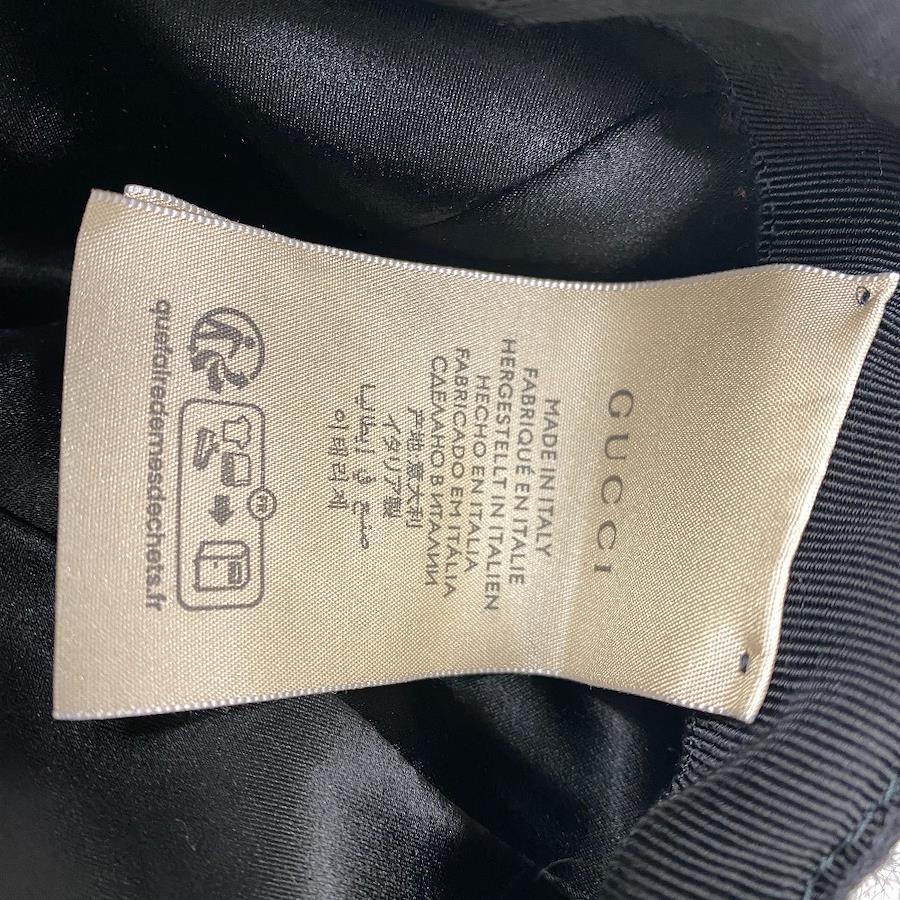 GUCCI
MADE IN ITALY
FABRIQUÉ EN ITALIE
HERGESTELLT IN ITALIEN
HECHO EN ITALIA
FABRICADO EM ITÁLIA
СДЕЛАНО В ИТАЛИИ
产地:意大利
イタリア製
صنع في إيطاليا
이태리제
FR
quefairedemesdechets.fr